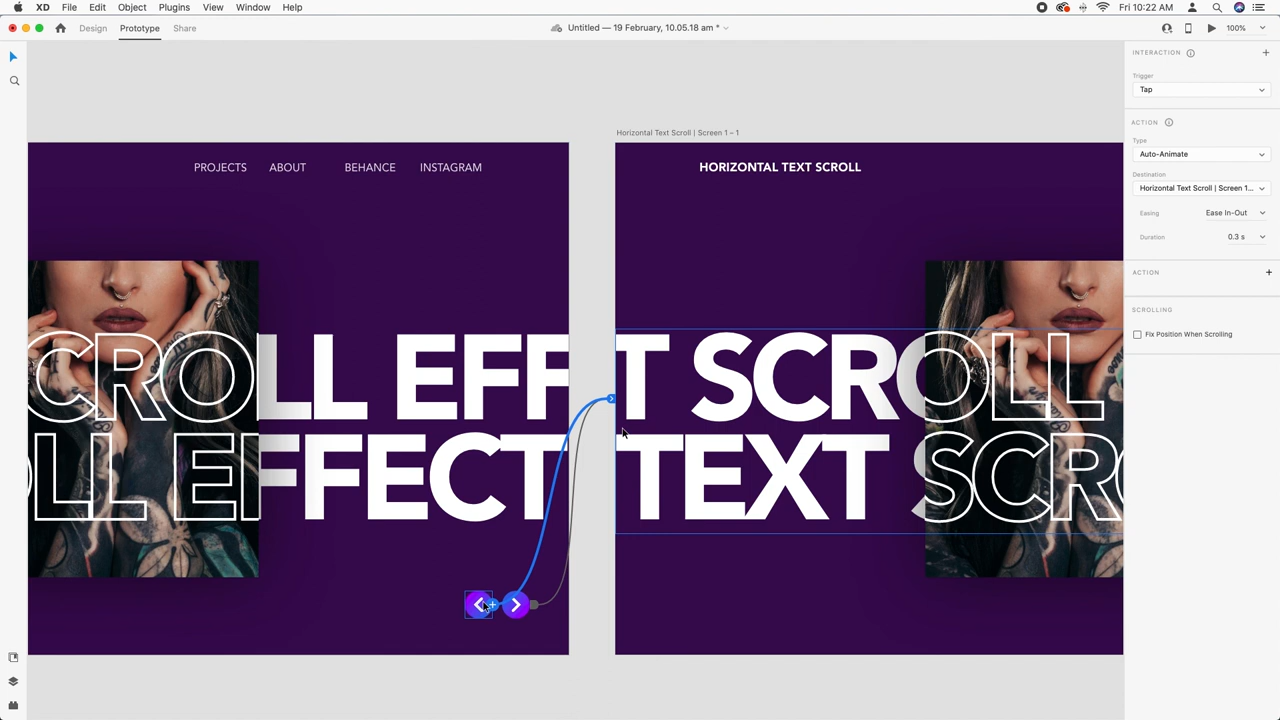 XD File Edit Object Plugins View Window Help Fri 10:22 AM
Design Prototype Share Untitled — 19 February, 10.05.18 am * 100%
INTERACTION
Trigger
Tap
ACTION
Type
Auto-Animate
Destination
Horizontal Text Scroll | Screen 1...
Easing Ease In-Out
Duration 0.3 s
ACTION
SCROLLING
Fix Position When Scrolling
PROJECTS ABOUT BEHANCE INSTAGRAM
CROLL EFF
LL EFFECT
Horizontal Text Scroll | Screen 1 – 1
HORIZONTAL TEXT SCROLL
T SCROLL
TEXT SCRO